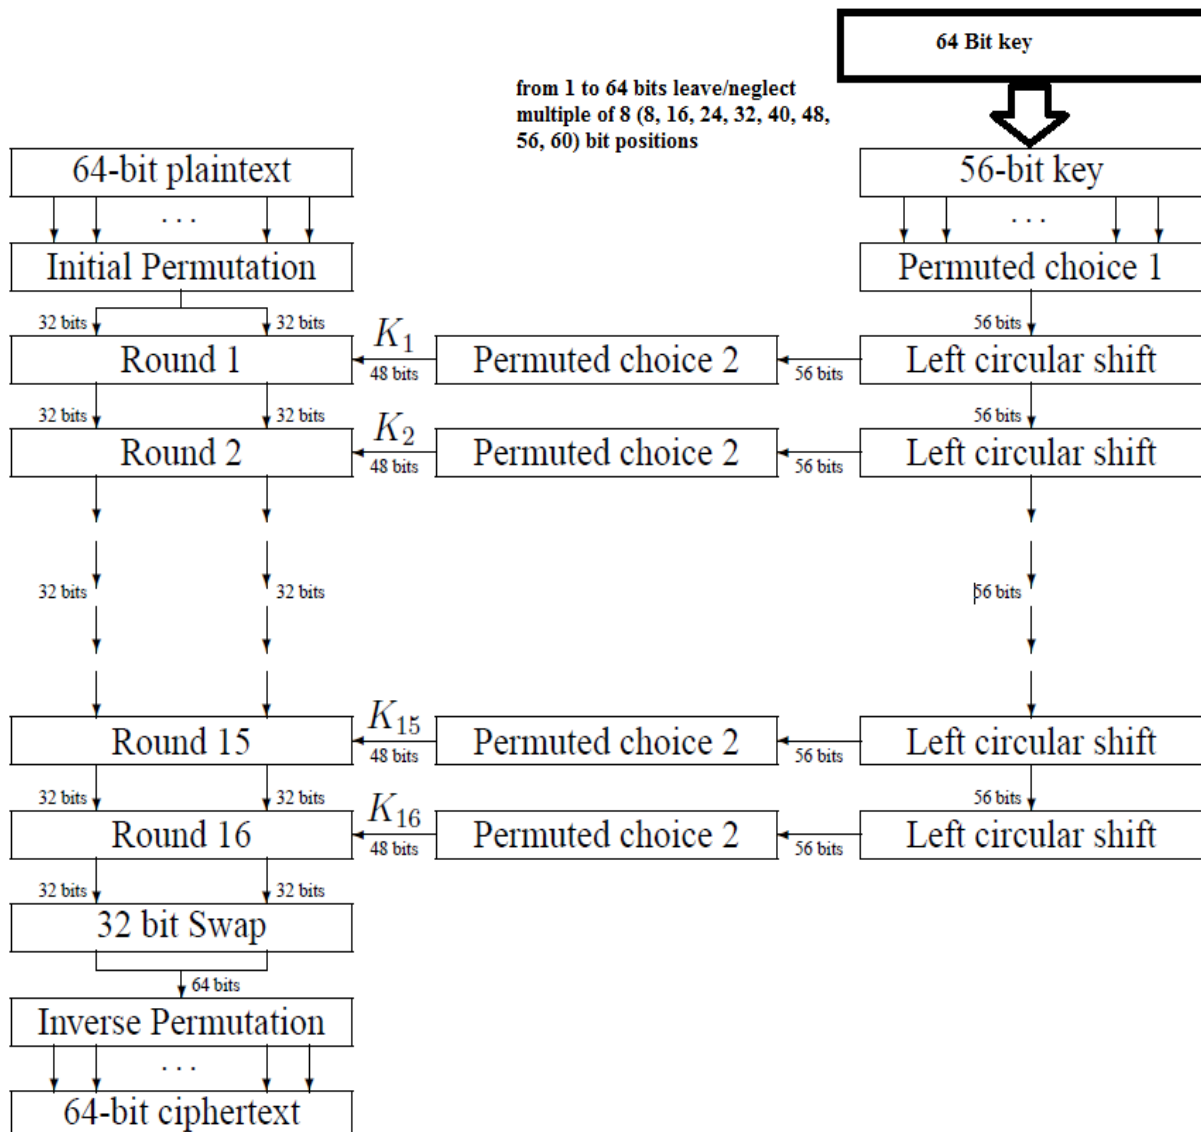 64 Bit key
from 1 to 64 bits leave/neglect
multiple of 8 (8, 16, 24, 32, 40, 48,
56, 60) bit positions
64-bit plaintext
56-bit key
. . .
. . .
Initial Permutation
Permuted choice 1
32 bits
32 bits
56 bits
Round 1
K1
48 bits
Permuted choice 2
56 bits
Left circular shift
32 bits
32 bits
56 bits
Round 2
K2
48 bits
Permuted choice 2
56 bits
Left circular shift
32 bits
32 bits
56 bits
Round 15
K15
48 bits
Permuted choice 2
56 bits
Left circular shift
32 bits
32 bits
56 bits
Round 16
K16
48 bits
Permuted choice 2
56 bits
Left circular shift
32 bits
32 bits
32 bit Swap
64 bits
Inverse Permutation
. . .
64-bit ciphertext